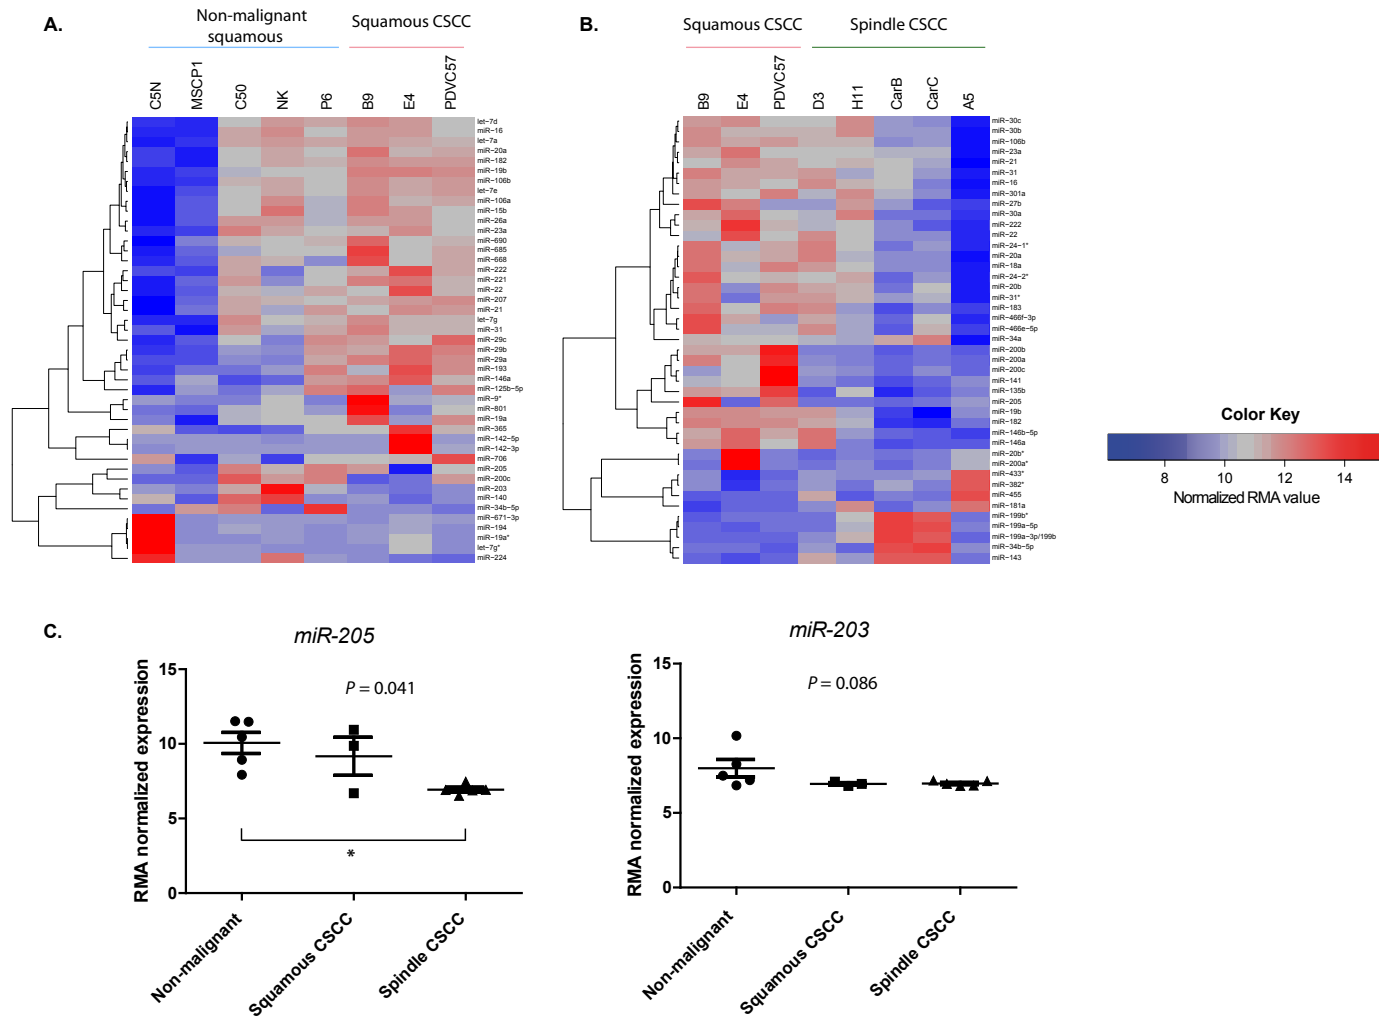 A.
Non-malignant
squamous
Squamous CSCC
C5N
MSCP1
C50
NK
P6
B9
E4
PDVC57
let−7d
miR−16
let−7a
miR−20a
miR−182
miR−19b
miR−106b
let−7e
miR−106a
miR−15b
miR−26a
miR−23a
miR−690
miR−685
miR−668
miR−222
miR−221
miR−22
miR−207
miR−21
let−7g
miR−31
miR−29c
miR−29b
miR−29a
miR−193
miR−146a
miR−125b−5p
miR−9*
miR−801
miR−19a
miR−365
miR−142−5p
miR−142−3p
miR−706
miR−205
miR−200c
miR−203
miR−140
miR−34b−5p
miR−671−3p
miR−194
miR−19a*
let−7g*
miR−224
B.
Squamous CSCC
Spindle CSCC
B9
E4
PDVC57
D3
H11
CarB
CarC
A5
miR−30c
miR−30b
miR−106b
miR−23a
miR−21
miR−31
miR−16
miR−301a
miR−27b
miR−30a
miR−222
miR−22
miR−24−1*
miR−20a
miR−18a
miR−24−2*
miR−20b
miR−31*
miR−183
miR−466f−3p
miR−466e−5p
miR−34a
miR−200b
miR−200a
miR−200c
miR−141
miR−135b
miR−205
miR−19b
miR−182
miR−146b−5p
miR−146a
miR−20b*
miR−200a*
miR−433*
miR−382*
miR−455
miR−181a
miR−199b*
miR−199a−5p
miR−199a−3p/199b
miR−34b−5p
miR−143
Color Key
8 10 12 14
Normalized RMA value
C.
miR-205
RMA normalized expression
15
10
5
0
P = 0.041
*
Non-malignant
Squamous CSCC
Spindle CSCC
miR-203
RMA normalized expression
15
10
5
0
P = 0.086
Non-malignant
Squamous CSCC
Spindle CSCC